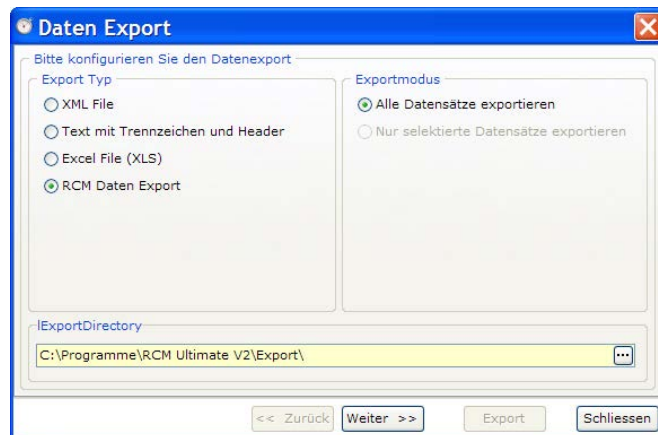 Daten Export
Bitte konfigurieren Sie den Datenexport
Export Typ
XML File
Text mit Trennzeichen und Header
Excel File (XLS)
RCM Daten Export
Exportmodus
Alle Datensätze exportieren
Nur selektierte Datensätze exportieren
lExportDirectory
C:\Programme\RCM Ultimate V2\Export\
...
<< Zurück
Weiter >>
Export
Schliessen